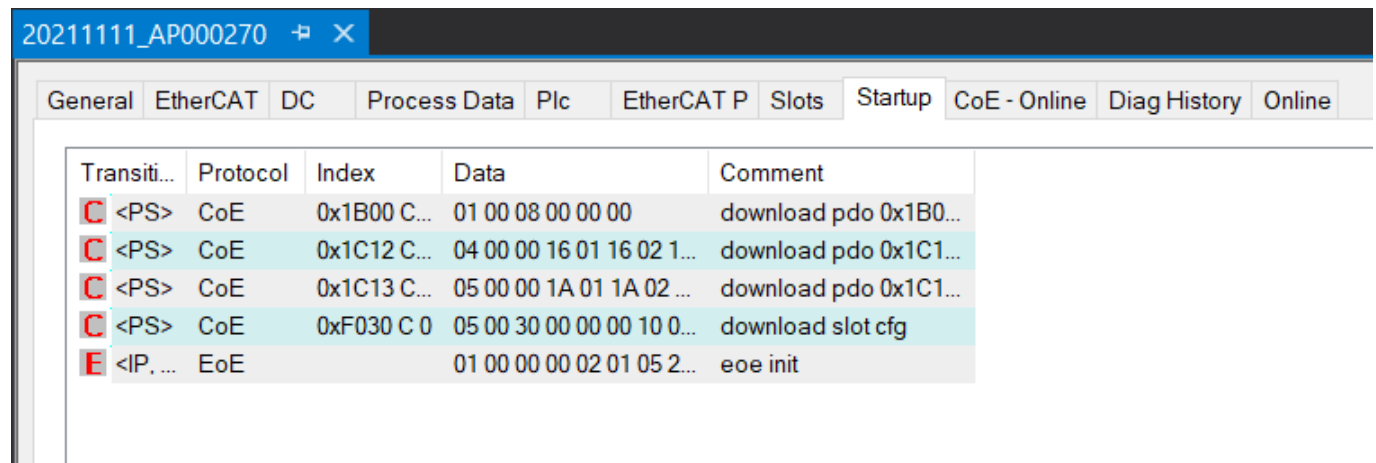 20211111_AP000270
General EtherCAT DC Process Data Plc EtherCAT P Slots Startup CoE - Online Diag History Online
Transiti... Protocol Index Data Comment
C <PS> CoE 0x1B00 C... 01 00 08 00 00 00 download pdo 0x1B0...
C <PS> CoE 0x1C12 C... 04 00 00 16 01 16 02 1... download pdo 0x1C1...
C <PS> CoE 0x1C13 C... 05 00 00 1A 01 1A 02 ... download pdo 0x1C1...
C <PS> CoE 0xF030 C 0 05 00 30 00 00 00 10 0... download slot cfg
E <IP, ... EoE 01 00 00 00 02 01 05 2... eoe init